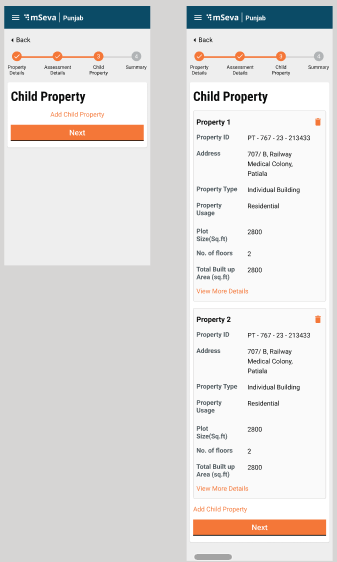 mSeva | Punjab
Back
3
4
Property Details
Assessment Details
Child Property
Summary
Child Property
Add Child Property
Next
mSeva | Punjab
Back
3
4
Property Details
Assessment Details
Child Property
Summary
Child Property
Property 1
Property ID PT - 767 - 23 - 213433
Address 707/ B, Railway
Medical Colony,
Patiala
Property Type Individual Building
Property Usage Residential
Plot Size(Sq.ft) 2800
No. of floors 2
Total Built up Area (sq.ft) 2800
View More Details
Property 2
Property ID PT - 767 - 23 - 213433
Address 707/ B, Railway
Medical Colony,
Patiala
Property Type Individual Building
Property Usage Residential
Plot Size(Sq.ft) 2800
No. of floors 2
Total Built up Area (sq.ft) 2800
View More Details
Add Child Property
Next